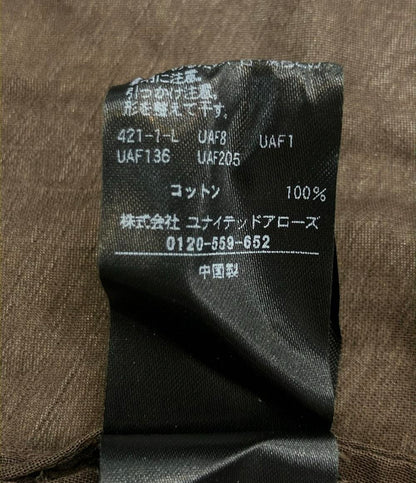 に注意。
引っかけ注意。
形を整えて干す。
421-1-L UAF8 UAF1
UAF136 UAF205
コットン 100%
株式会社 ユナイテッドアローズ
0120-559-652
中国製